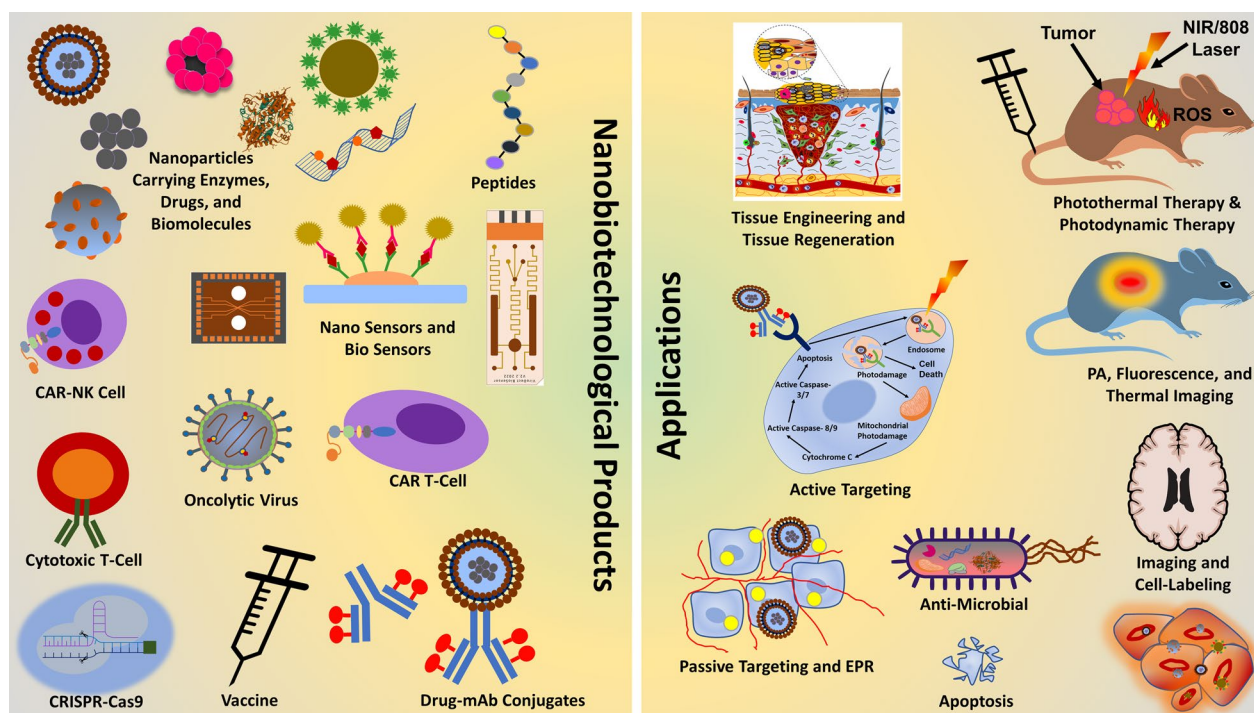 Nanobiotechnological Products
Nanoparticles
Carrying Enzymes,
Drugs, and
Biomolecules
Peptides
Nano Sensors and
Bio Sensors
CAR-NK Cell
Oncolytic Virus
CAR T-Cell
Cytotoxic T-Cell
CRISPR-Cas9
Vaccine
Drug-mAb Conjugates
Applications
Tissue Engineering and
Tissue Regeneration
Tumor
NIR/808
Laser
ROS
Photothermal Therapy &
Photodynamic Therapy
Apoptosis
Endosome
Cell
Death
Photodamage
Active Caspase-
3/7
Active Caspase- 8/9
Mitochondrial
Photodamage
Cytochrome C
Active Targeting
PA, Fluorescence, and
Thermal Imaging
Passive Targeting and EPR
Anti-Microbial
Imaging and
Cell-Labeling
Apoptosis